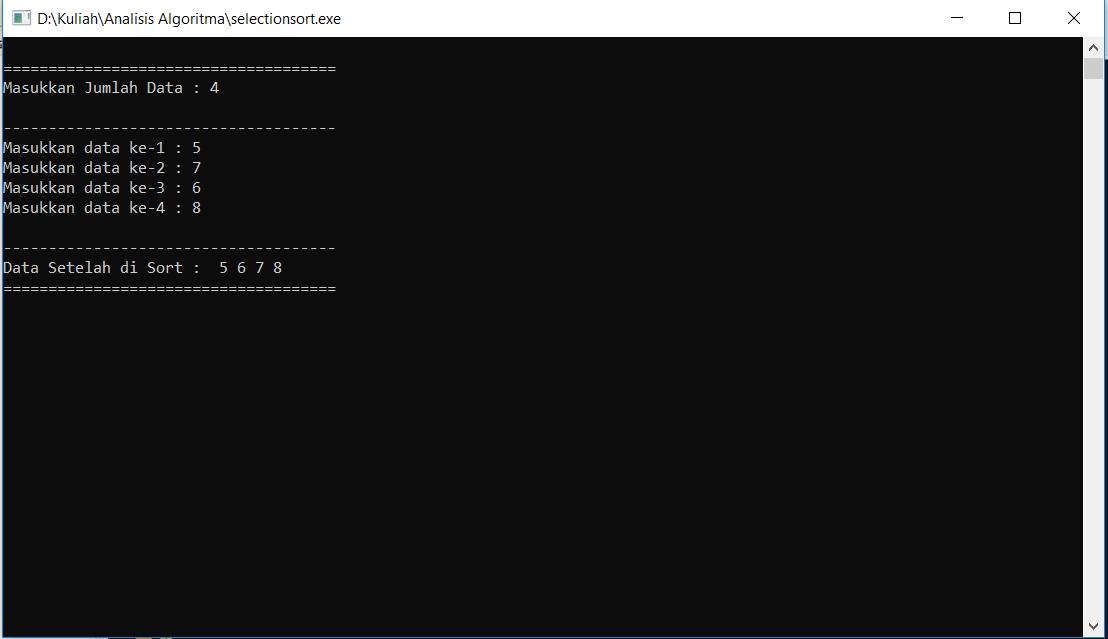 D:\Kuliah\Analisis Algoritma\selectionsort.exe
=====================================
Masukkan Jumlah Data : 4
-------------------------------------
Masukkan data ke-1 : 5
Masukkan data ke-2 : 7
Masukkan data ke-3 : 6
Masukkan data ke-4 : 8
-------------------------------------
Data Setelah di Sort :  5 6 7 8
=====================================